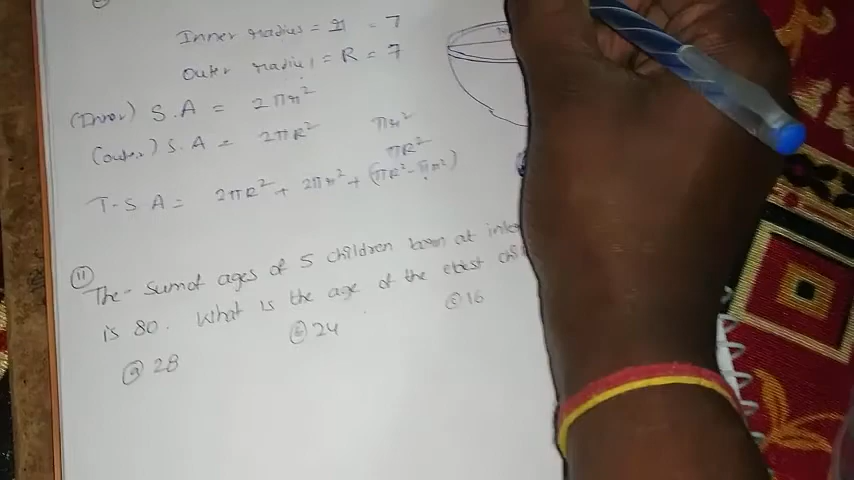 Inner radius = r = 7
Outer radius = R = 7
(Inner) S.A = 2πr²
(Outer) S.A = 2πR²
πr²
πR²
T.S.A = 2πR² + 2πr² + (πR² - πr²)
11 The sum of ages of 5 children born at
is 80. What is the age of the elest
a 28 b 24 c 16